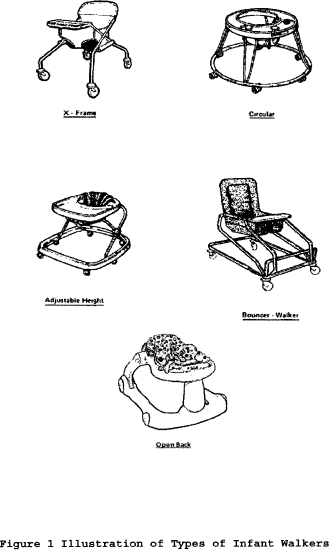 X - Frame
Circular
Adjustable Height
Bouncer - Walker
Open Back
Figure 1 Illustration of Types of Infant Walkers